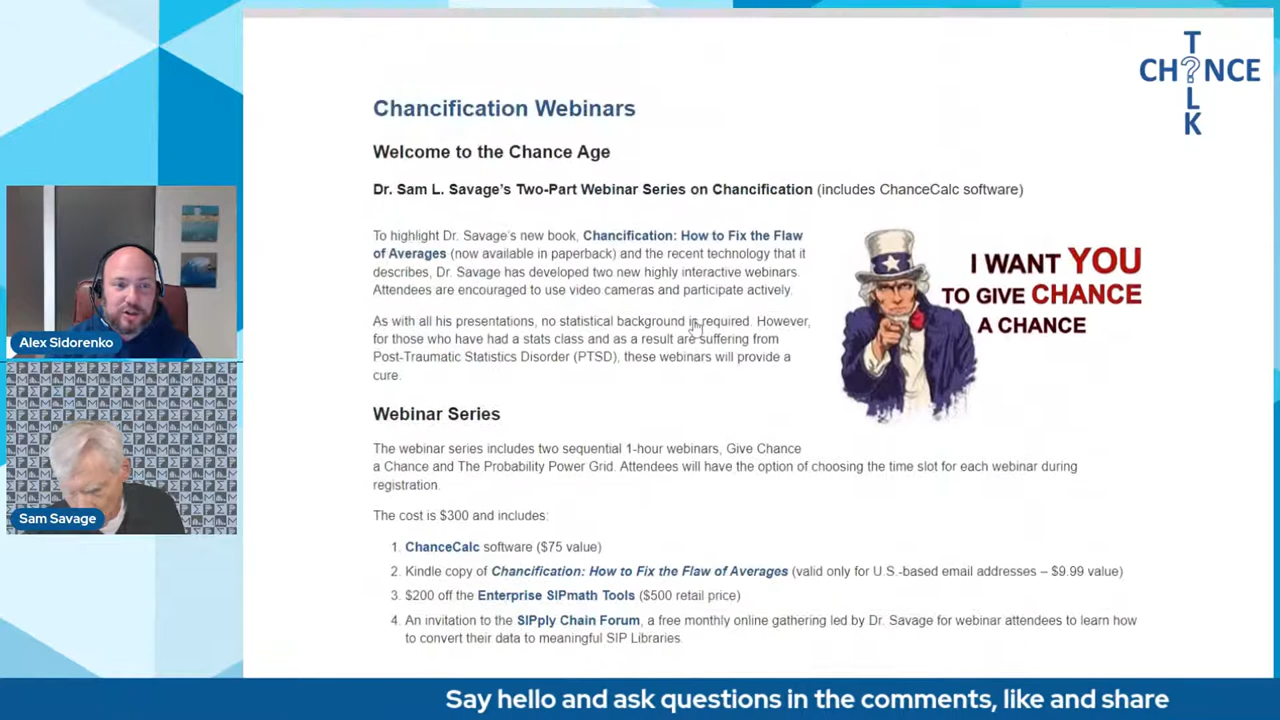 Chancification Webinars
Welcome to the Chance Age
Dr. Sam L. Savage's Two-Part Webinar Series on Chancification (includes ChanceCalc software)
To highlight Dr. Savage's new book, Chancification: How to Fix the Flaw
of Averages (now available in paperback) and the recent technology that it
describes, Dr. Savage has developed two new highly interactive webinars.
Attendees are encouraged to use video cameras and participate actively.
As with all his presentations, no statistical background is required. However,
for those who have had a stats class and as a result are suffering from
Post-Traumatic Statistics Disorder (PTSD), these webinars will provide a
cure.
I WANT YOU
TO GIVE CHANCE
A CHANCE
Webinar Series
The webinar series includes two sequential 1-hour webinars, Give Chance
a Chance and The Probability Power Grid. Attendees will have the option of choosing the time slot for each webinar during
registration.
The cost is $300 and includes:
1. ChanceCalc software ($75 value)
2. Kindle copy of Chancification: How to Fix the Flaw of Averages (valid only for U.S.-based email addresses – $9.99 value)
3. $200 off the Enterprise SIPmath Tools ($500 retail price)
4. An invitation to the SIPply Chain Forum, a free monthly online gathering led by Dr. Savage for webinar attendees to learn how
to convert their data to meaningful SIP Libraries.
CH?NCE
T?LK
Alex Sidorenko
Sam Savage
Say hello and ask questions in the comments, like and share